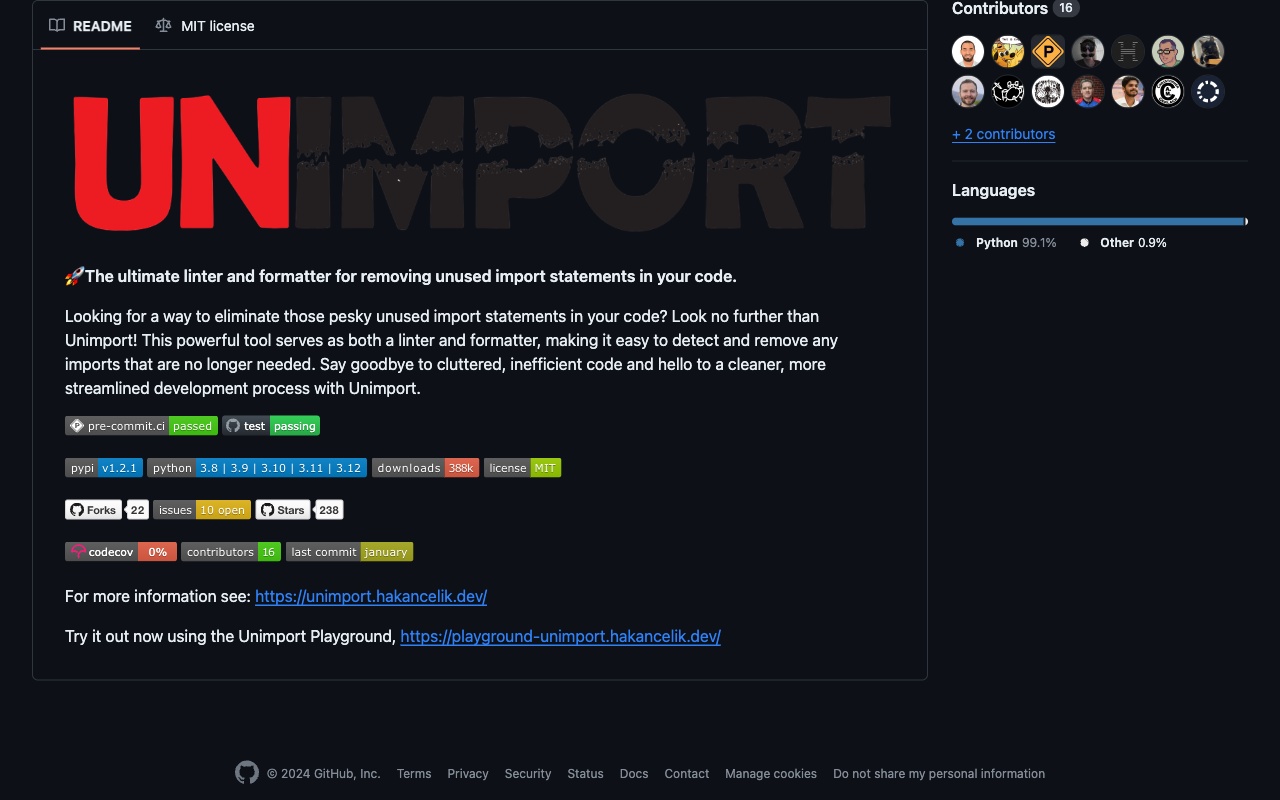 README
MIT license
UNIMPORT
🚀The ultimate linter and formatter for removing unused import statements in your code.
Looking for a way to eliminate those pesky unused import statements in your code? Look no further than
Unimport! This powerful tool serves as both a linter and formatter, making it easy to detect and remove any
imports that are no longer needed. Say goodbye to cluttered, inefficient code and hello to a cleaner, more
streamlined development process with Unimport.
pre-commit.ci passed test passing
pypi v1.2.1 python 3.8 | 3.9 | 3.10 | 3.11 | 3.12 downloads 388k license MIT
Forks 22 issues 10 open Stars 238
codecov 0% contributors 16 last commit january
For more information see: https://unimport.hakancelik.dev/
Try it out now using the Unimport Playground, https://playground-unimport.hakancelik.dev/
Contributors 16
P
+ 2 contributors
Languages
Python 99.1% Other 0.9%
© 2024 GitHub, Inc. Terms Privacy Security Status Docs Contact Manage cookies Do not share my personal information